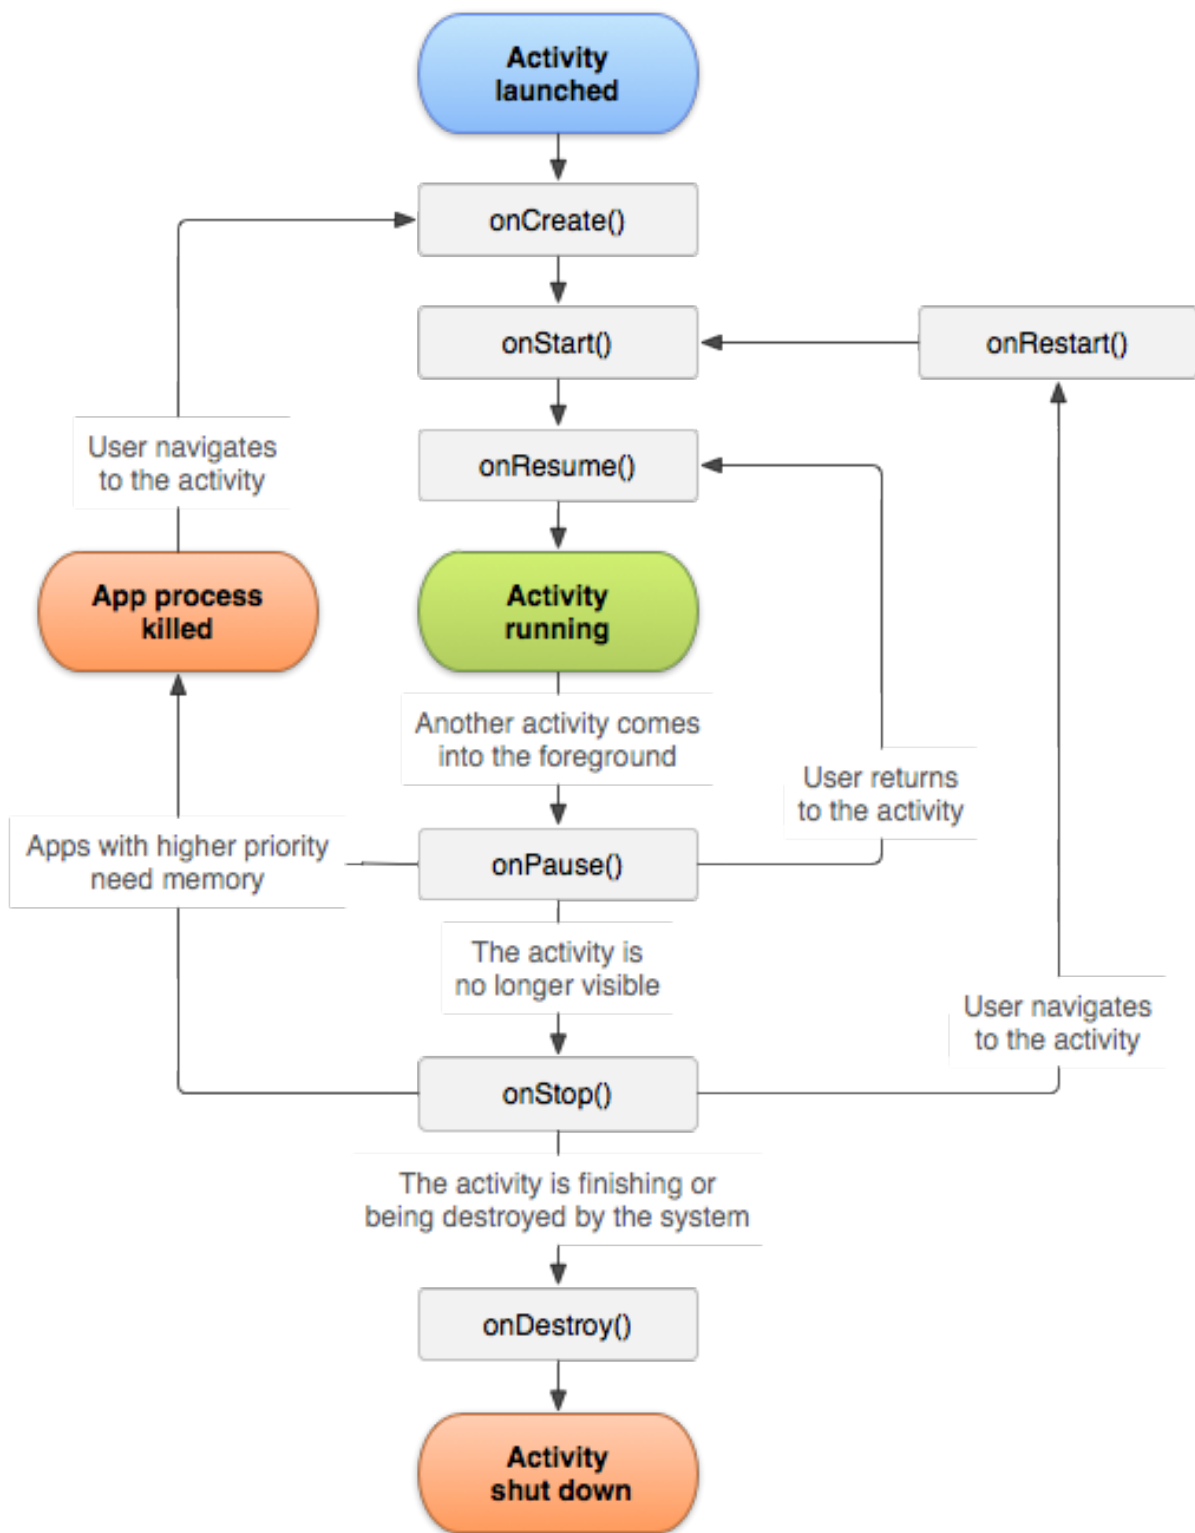 Activity
launched
onCreate()
onStart()
onRestart()
User navigates
to the activity
onResume()
App process
killed
Activity
running
Another activity comes
into the foreground
User returns
to the activity
Apps with higher priority
need memory
onPause()
The activity is
no longer visible
User navigates
to the activity
onStop()
The activity is finishing or
being destroyed by the system
onDestroy()
Activity
shut down